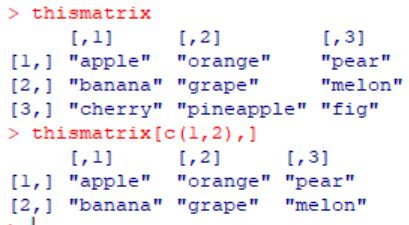 > thismatrix
     [,1]     [,2]        [,3]
[1,] "apple"  "orange"    "pear"
[2,] "banana" "grape"     "melon"
[3,] "cherry" "pineapple" "fig"
> thismatrix[c(1,2),]
     [,1]     [,2]     [,3]
[1,] "apple"  "orange" "pear"
[2,] "banana" "grape"  "melon"